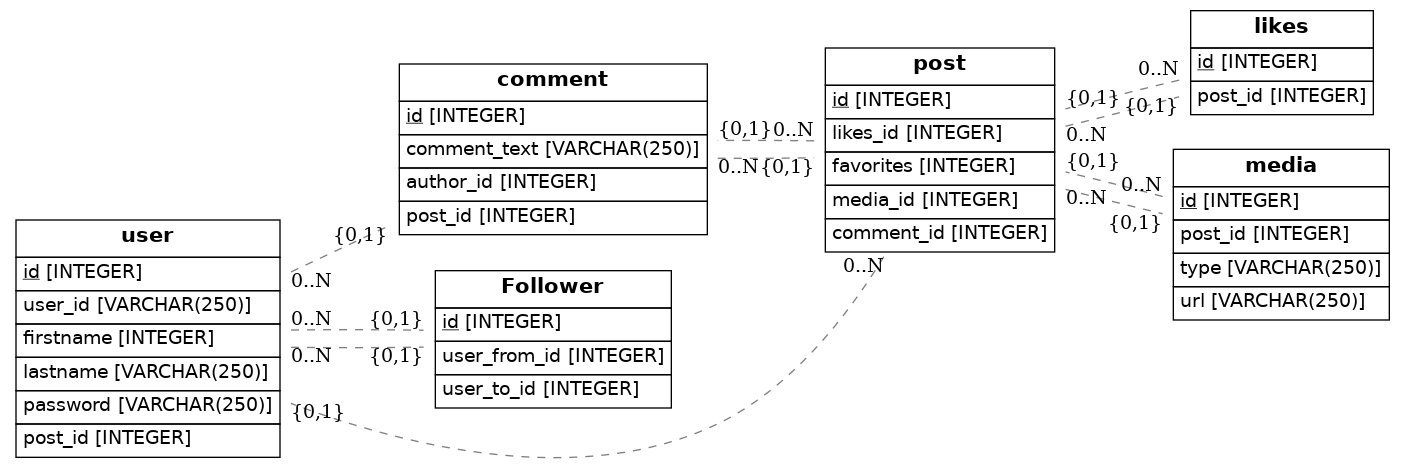 user
id [INTEGER]
user_id [VARCHAR(250)]
firstname [INTEGER]
lastname [VARCHAR(250)]
password [VARCHAR(250)]
post_id [INTEGER]
{0,1}
0..N
0..N
{0,1}
0..N
{0,1}
{0,1}
0..N
comment
id [INTEGER]
comment_text [VARCHAR(250)]
author_id [INTEGER]
post_id [INTEGER]
Follower
id [INTEGER]
user_from_id [INTEGER]
user_to_id [INTEGER]
{0,1}
0..N
0..N
{0,1}
post
id [INTEGER]
likes_id [INTEGER]
favorites [INTEGER]
media_id [INTEGER]
comment_id [INTEGER]
0..N
{0,1}
{0,1}
0..N
{0,1}
0..N
0..N
{0,1}
likes
id [INTEGER]
post_id [INTEGER]
media
id [INTEGER]
post_id [INTEGER]
type [VARCHAR(250)]
url [VARCHAR(250)]